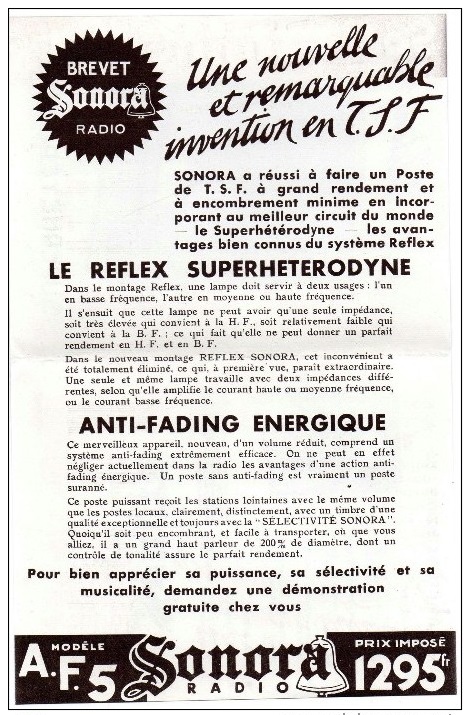 BREVET
Sonora
RADIO
Une nouvelle
et remarquable
invention en T.S.F
SONORA a réussi à faire un Poste
de T. S. F. à grand rendement et
à encombrement minime en incor-
porant au meilleur circuit du monde
— le Superhétérodyne — les avan-
tages bien connus du système Reflex
LE REFLEX SUPERHETERODYNE
Dans le montage Reflex, une lampe doit servir à deux usages : l'un
en basse fréquence, l'autre en moyenne ou haute fréquence.
Il s'ensuit que cette lampe ne peut avoir qu'une seule impédance,
soit très élevée qui convient à la H. F., soit relativement faible qui
convient à la B. F. ; ce qui fait qu'elle ne peut donner un parfait
rendement en H. F. et en B. F.
Dans le nouveau montage REFLEX SONORA, cet inconvénient a
été totalement éliminé, ce qui, à première vue, parait extraordinaire.
Une seule et même lampe travaille avec deux impédances diffé-
rentes, selon qu'elle amplifie le courant haute ou moyenne fréquence,
ou le courant basse fréquence.
ANTI-FADING ENERGIQUE
Ce merveilleux appareil, nouveau, d'un volume réduit, comprend un
système anti-fading extrêmement efficace. On ne peut en effet
négliger actuellement dans la radio les avantages d'une action anti-
fading énergique. Un poste sans anti-fading est vraiment un poste
suranné.
Ce poste puissant reçoit les stations lointaines avec le même volume
que les postes locaux, clairement, distinctement, avec un timbre d'une
qualité exceptionnelle et toujours avec la "SÉLECTIVITÉ SONORA".
Quoiqu'il soit peu encombrant, et facile à transporter, où que vous
alliez, il a un grand haut parleur de 200 % de diamètre, dont un
contrôle de tonalité assure le parfait rendement.
Pour bien apprécier sa puissance, sa sélectivité et sa
musicalité, demandez une démonstration
gratuite chez vous
MODÈLE
A.F.5
Sonora
RADIO
PRIX IMPOSÉ
1295fr